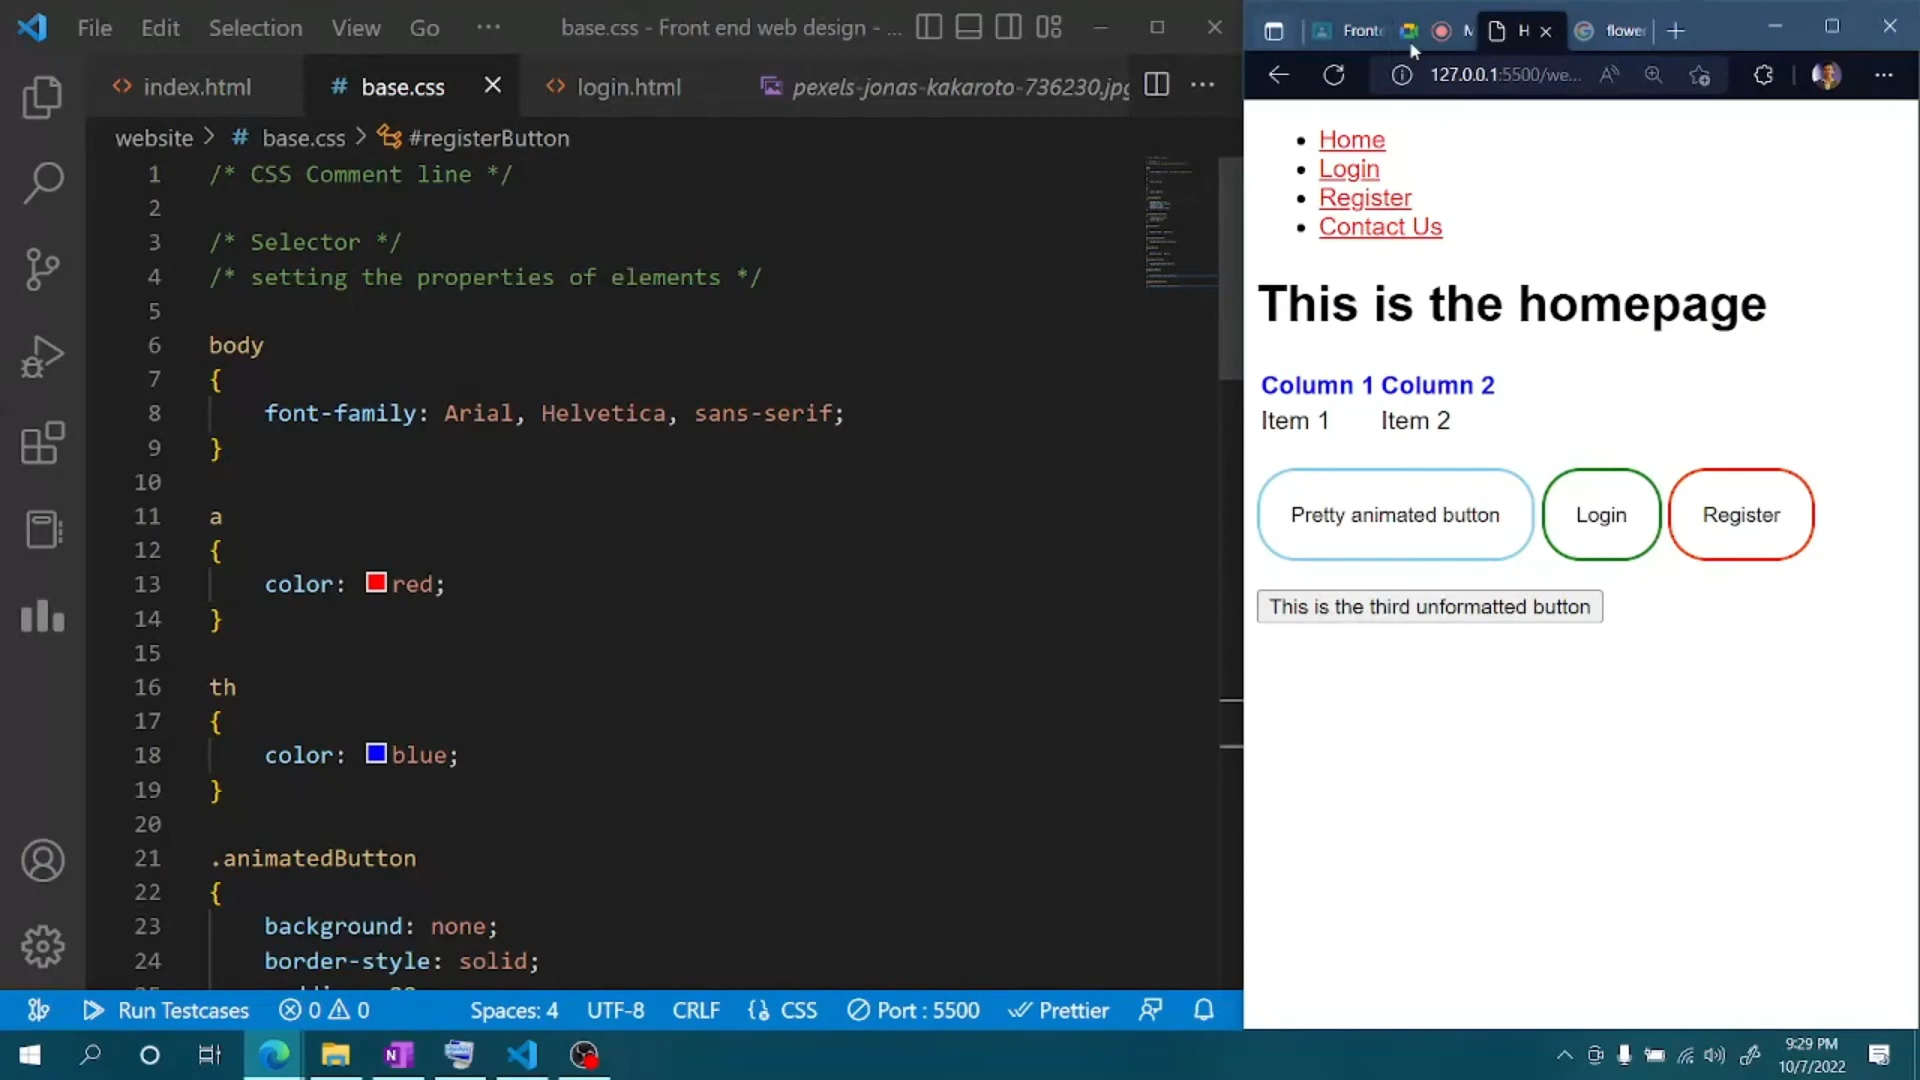 File Edit Selection View Go ··· base.css - Front end web design - ...
index.html # base.css login.html pexels-jonas-kakaroto-736230.jpg
website > # base.css > #registerButton
1 /* CSS Comment line */
2
3 /* Selector */
4 /* setting the properties of elements */
5
6 body
7 {
8 font-family: Arial, Helvetica, sans-serif;
9 }
10
11 a
12 {
13 color: red;
14 }
15
16 th
17 {
18 color: blue;
19 }
20
21 .animatedButton
22 {
23 background: none;
24 border-style: solid;
Run Testcases 0 0 Spaces: 4 UTF-8 CRLF CSS Port : 5500 Prettier
Fronte M H flower
127.0.0.1:5500/we...
Home
Login
Register
Contact Us
This is the homepage
Column 1 Column 2
Item 1 Item 2
Pretty animated button Login Register
This is the third unformatted button
9:29 PM
10/7/2022